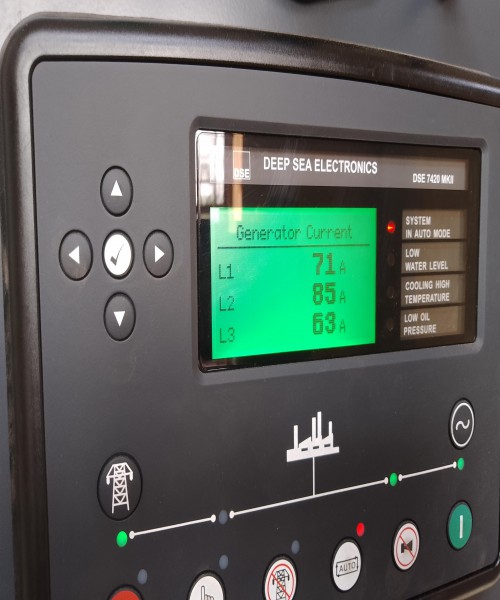 DSE
DEEP SEA ELECTRONICS
DSE 7420 MKII
Generator Current
L1 71 A
L2 85 A
L3 63 A
SYSTEM
IN AUTO MODE
LOW
WATER LEVEL
COOLING HIGH
TEMPERATURE
LOW OIL
PRESSURE
AUTO